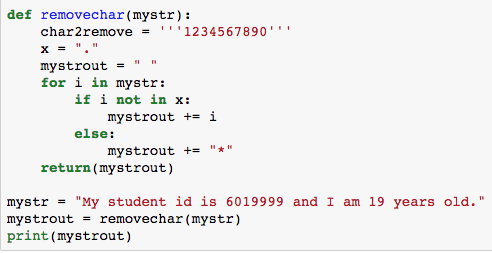 def removechar(mystr):
    char2remove = '''1234567890'''
    x = "."
    mystrout = " "
    for i in mystr:
        if i not in x:
            mystrout += i
        else:
            mystrout += "*"
    return(mystrout)

mystr = "My student id is 6019999 and I am 19 years old."
mystrout = removechar(mystr)
print(mystrout)